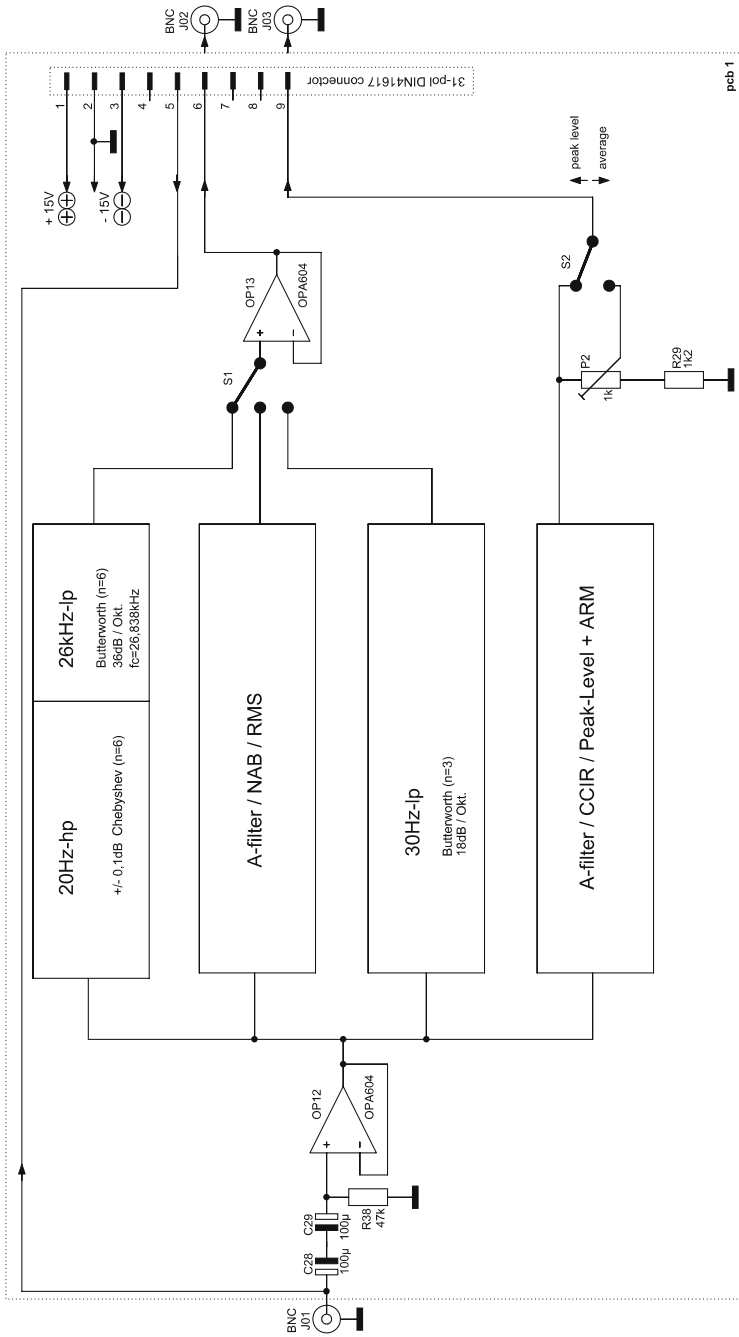 BNC
J01
C28
100µ
C29
100µ
R38
47k
OP12
+
–
OPA604
20Hz-hp
+/- 0,1dB Chebyshev (n=6)
26kHz-lp
Butterworth (n=6)
36dB / Okt.
fc=26,838kHz
A-filter / NAB / RMS
30Hz-lp
Butterworth (n=3)
18dB / Okt.
A-filter / CCIR / Peak-Level + ARM
S1
OP13
+
–
OPA604
P2
1k
R29
1k2
S2
peak level
average
+ 15V
- 15V
1
2
3
4
5
6
7
8
9
31-pol DIN41617 connector
BNC
J02
BNC
J03
pcb 1